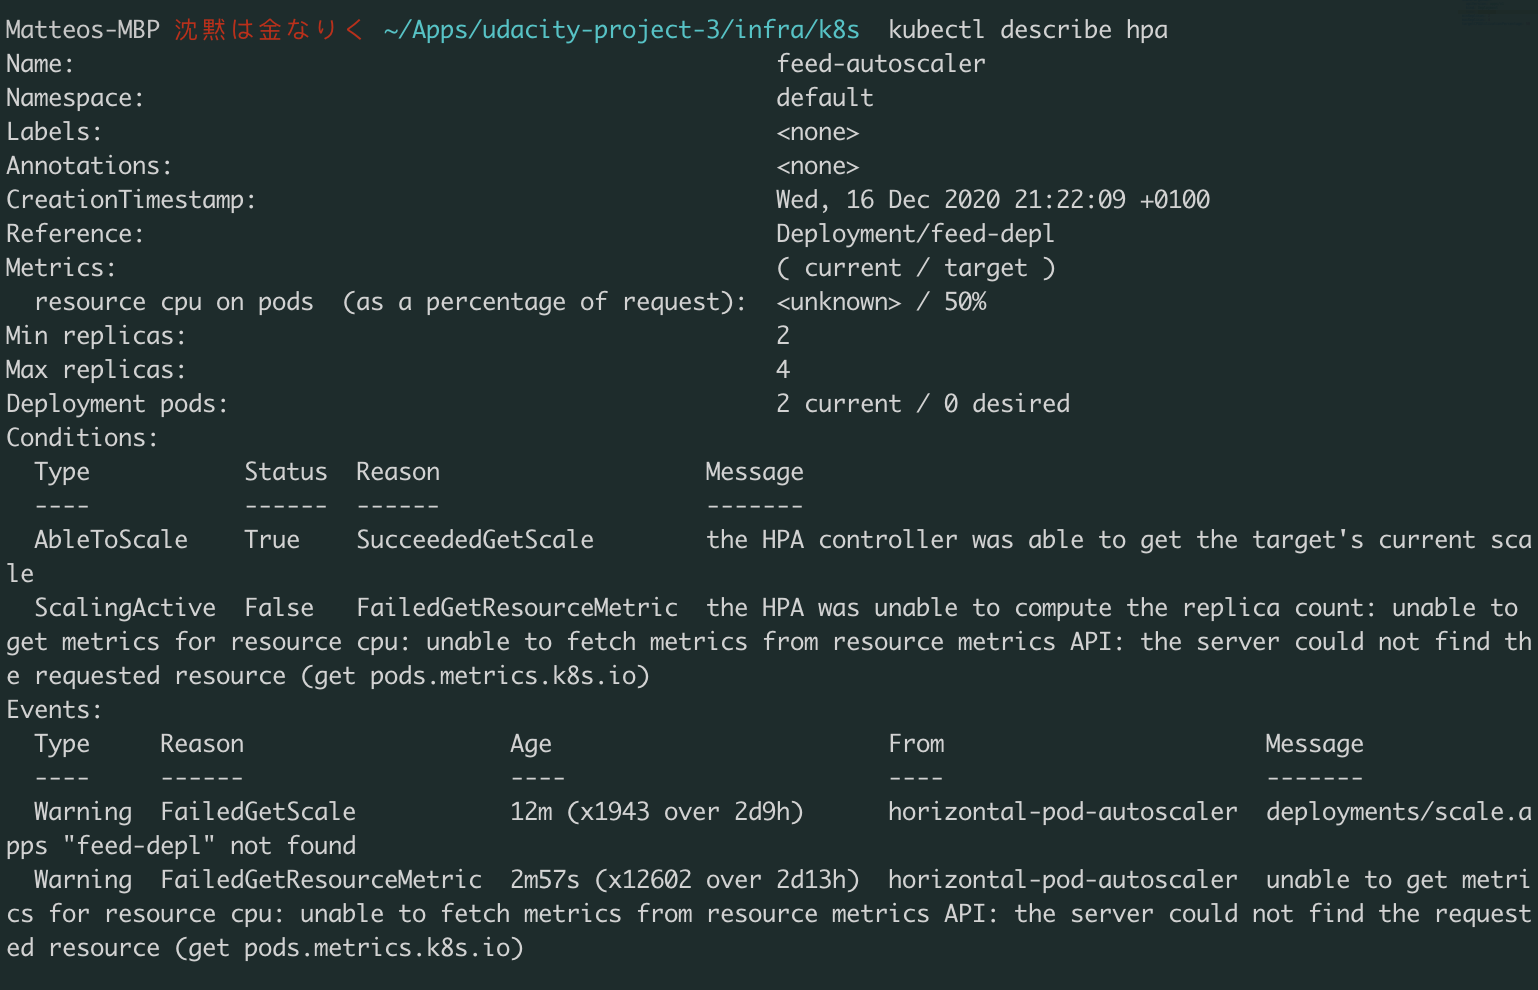 Matteos-MBP 沈黙は金なりく ~/Apps/udacity-project-3/infra/k8s  kubectl describe hpa
Name:                                                  feed-autoscaler
Namespace:                                             default
Labels:                                                <none>
Annotations:                                           <none>
CreationTimestamp:                                     Wed, 16 Dec 2020 21:22:09 +0100
Reference:                                             Deployment/feed-depl
Metrics:                                               ( current / target )
  resource cpu on pods  (as a percentage of request):  <unknown> / 50%
Min replicas:                                          2
Max replicas:                                          4
Deployment pods:                                       2 current / 0 desired
Conditions:
  Type           Status  Reason                   Message
  ----           ------  ------                   -------
  AbleToScale    True    SucceededGetScale        the HPA controller was able to get the target's current sca
le
  ScalingActive  False   FailedGetResourceMetric  the HPA was unable to compute the replica count: unable to
get metrics for resource cpu: unable to fetch metrics from resource metrics API: the server could not find th
e requested resource (get pods.metrics.k8s.io)
Events:
  Type     Reason                   Age                        From                       Message
  ----     ------                   ----                       ----                       -------
  Warning  FailedGetScale           12m (x1943 over 2d9h)      horizontal-pod-autoscaler  deployments/scale.a
pps "feed-depl" not found
  Warning  FailedGetResourceMetric  2m57s (x12602 over 2d13h)  horizontal-pod-autoscaler  unable to get metri
cs for resource cpu: unable to fetch metrics from resource metrics API: the server could not find the request
ed resource (get pods.metrics.k8s.io)